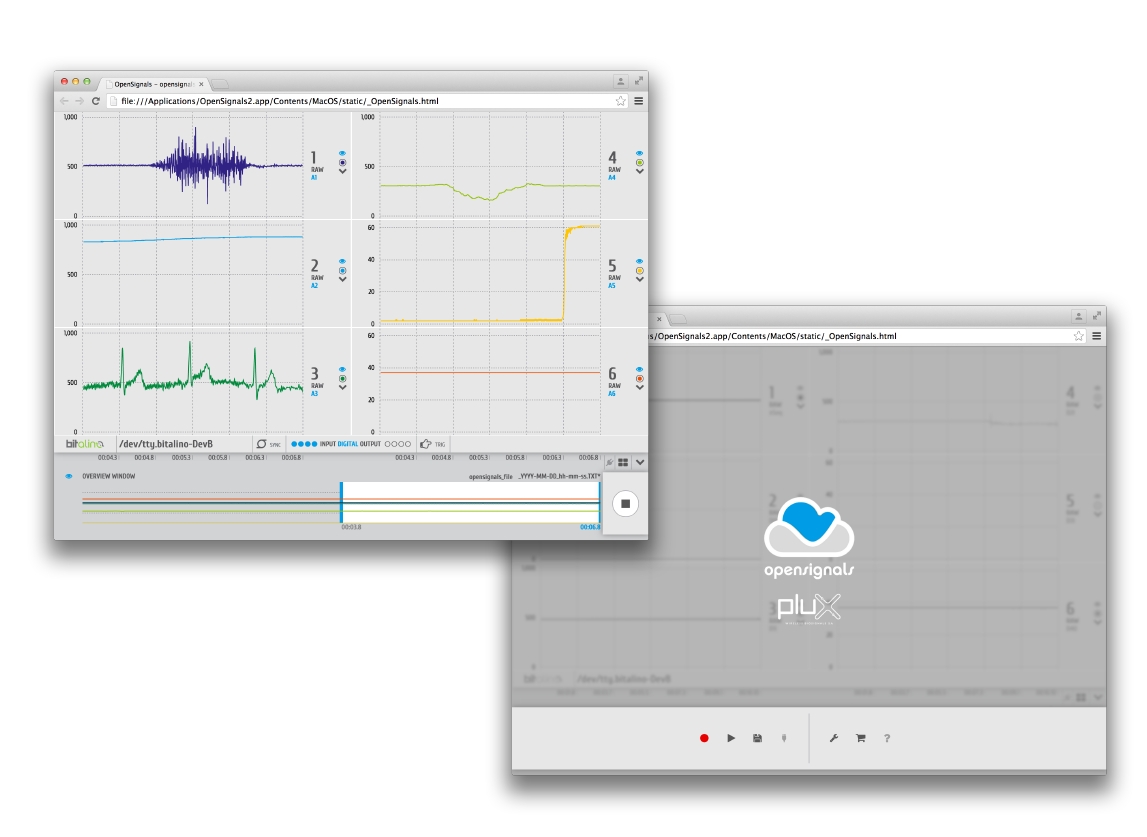 OpenSignals - opensignals
file:///Applications/OpenSignals2.app/Contents/MacOS/static/_OpenSignals.html
1,000
500
0
1
RAW
A1
1,000
500
0
4
RAW
A4
1,000
500
0
2
RAW
A2
60
40
20
0
5
RAW
A5
1,000
500
0
3
RAW
A3
60
40
20
0
6
RAW
A6
bitalino /dev/tty.bitalino-DevB SYNC INPUT DIGITAL OUTPUT TRIG
00:04.3 00:04.8 00:05.3 00:05.8 00:06.3 00:06.8 00:04.3 00:04.8 00:05.3 00:05.8 00:06.3 00:06.8
OVERVIEW WINDOW opensignals_file _YYYY-MM-DD_hh-mm-ss.TXT*
00:03.8 00:06.8
s/OpenSignals2.app/Contents/MacOS/static/_OpenSignals.html
1
4
2
5
3
6
opensignals
plux
/dev/tty.bitalino-DevB
?